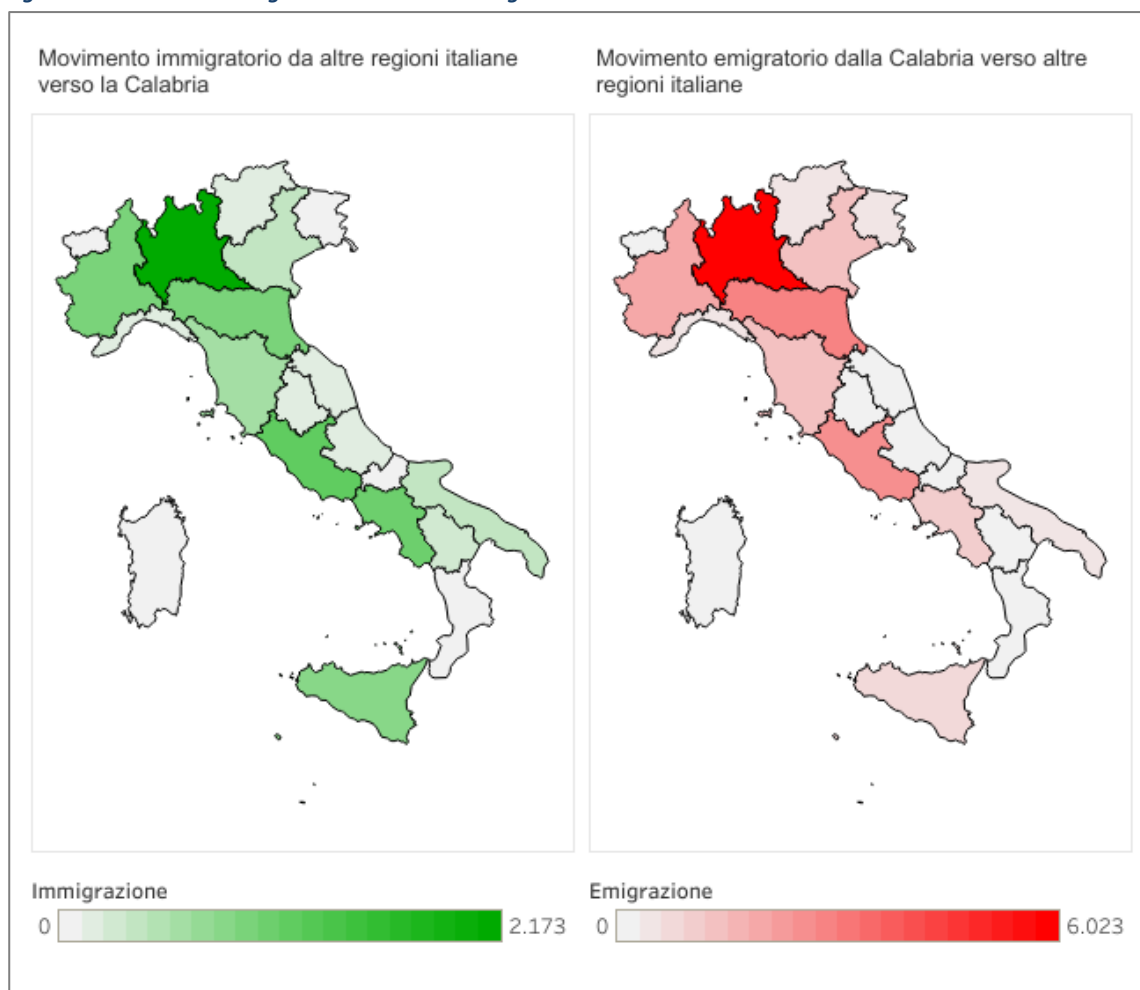 Movimento immigratorio da altre regioni italiane
verso la Calabria
Movimento emigratorio dalla Calabria verso altre
regioni italiane
Immigrazione
0
2.173
Emigrazione
0
6.023